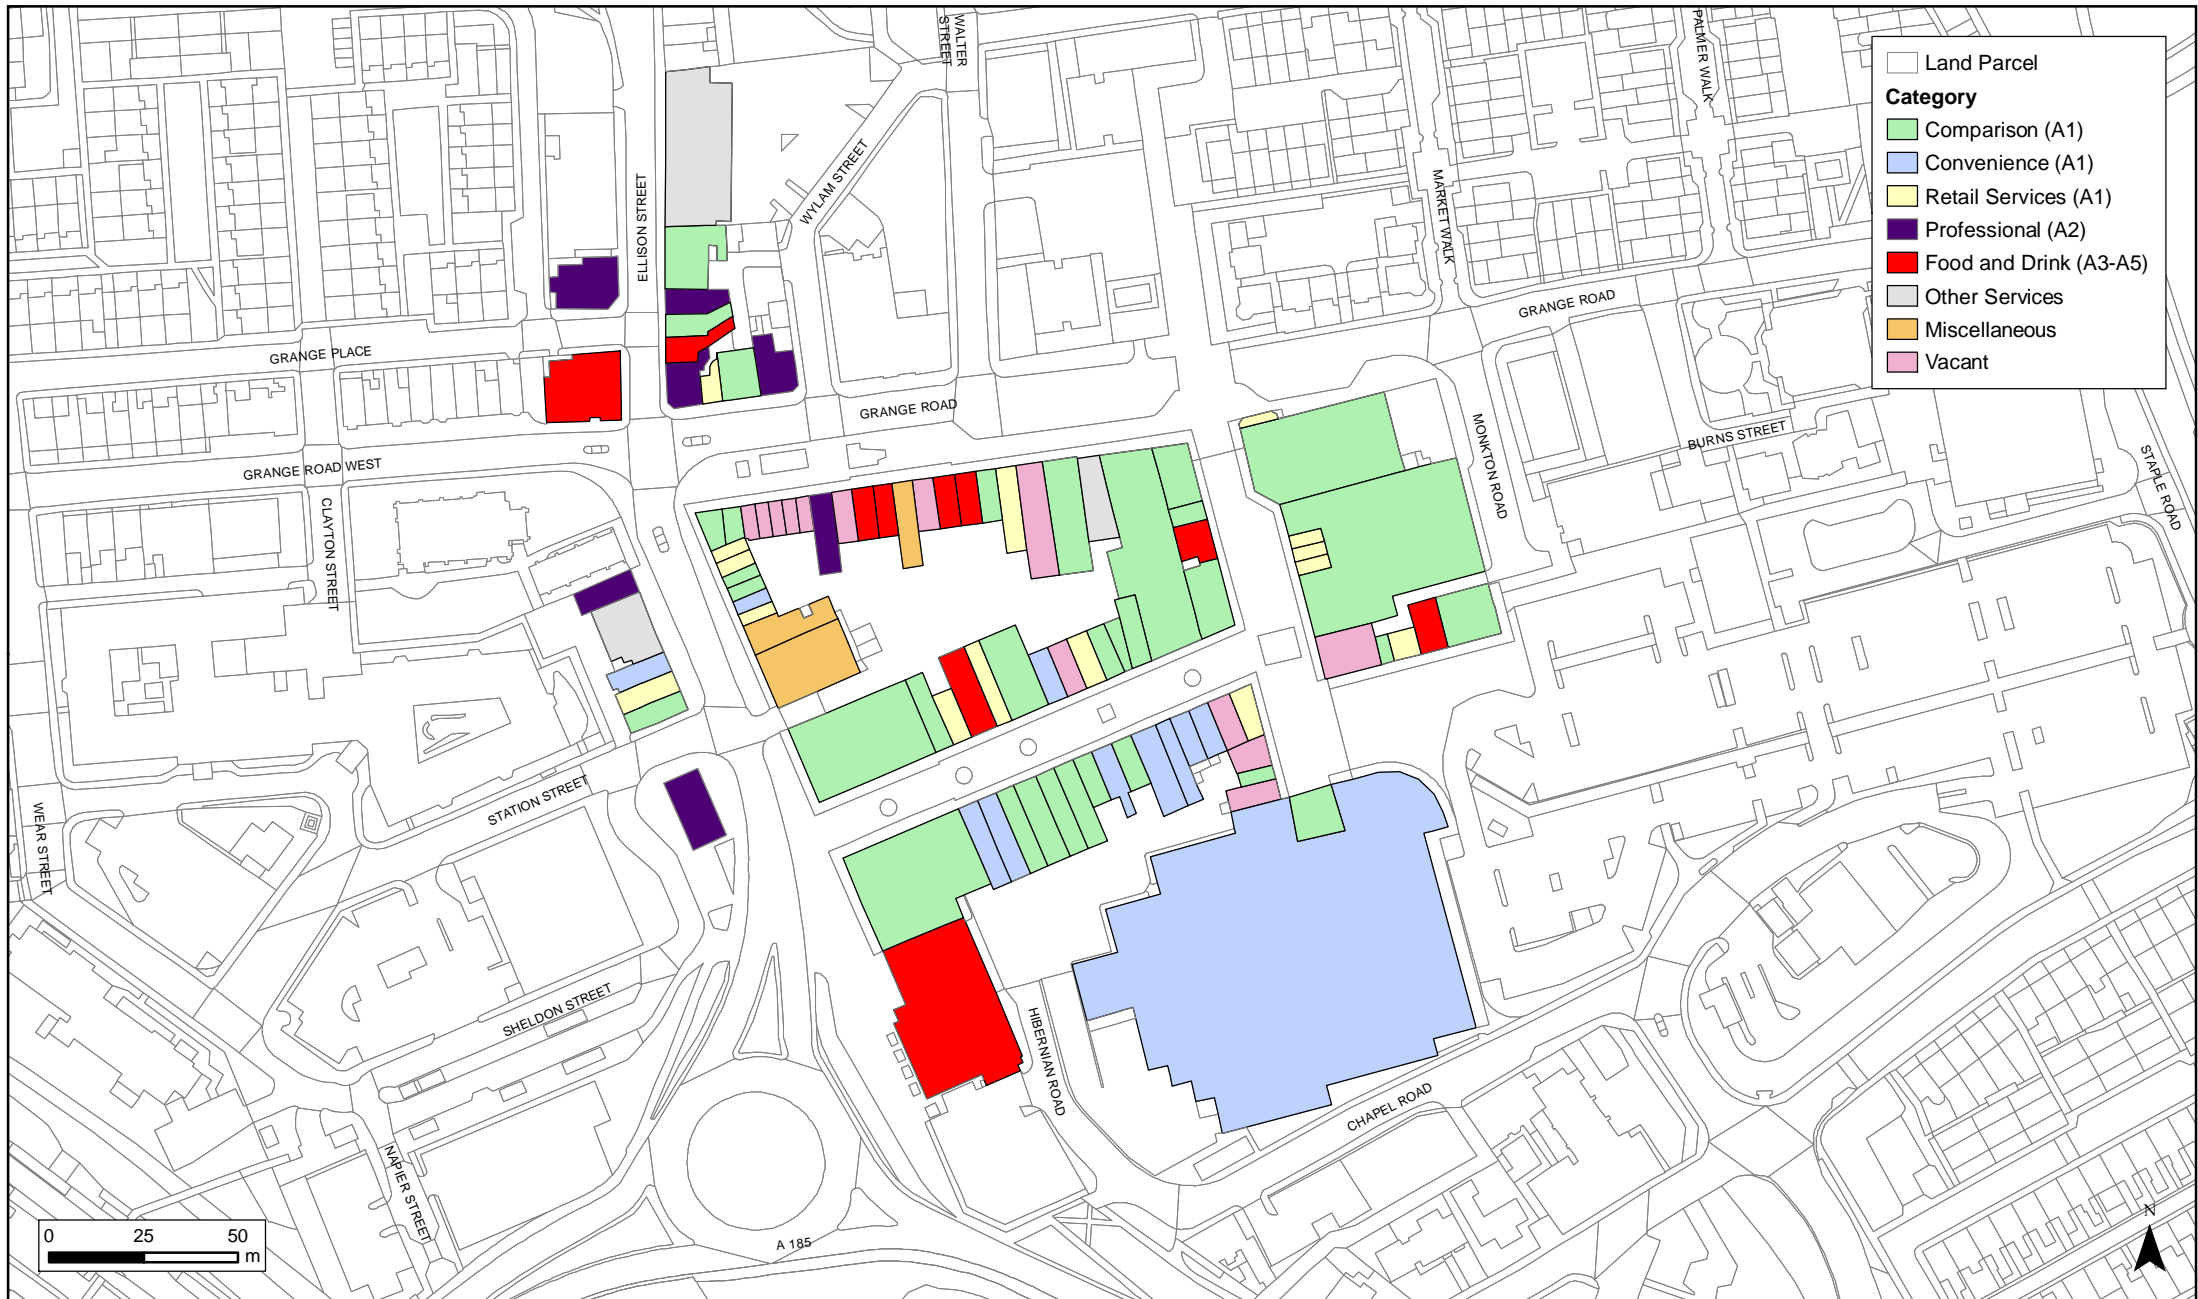 WALTER
STREET
PALMER WALK
Land Parcel
Category
Comparison (A1)
Convenience (A1)
Retail Services (A1)
Professional (A2)
Food and Drink (A3-A5)
Other Services
Miscellaneous
Vacant
ELLISON STREET
WYLAM STREET
MARKET WALK
GRANGE ROAD
GRANGE PLACE
GRANGE ROAD
MONKTON ROAD
BURNS STREET
STAPLE ROAD
GRANGE ROAD WEST
CLAYTON STREET
WEAR STREET
STATION STREET
SHELDON STREET
HIBERNIAN ROAD
CHAPEL ROAD
NAPIER STREET
A 185
0 25 50
m
N